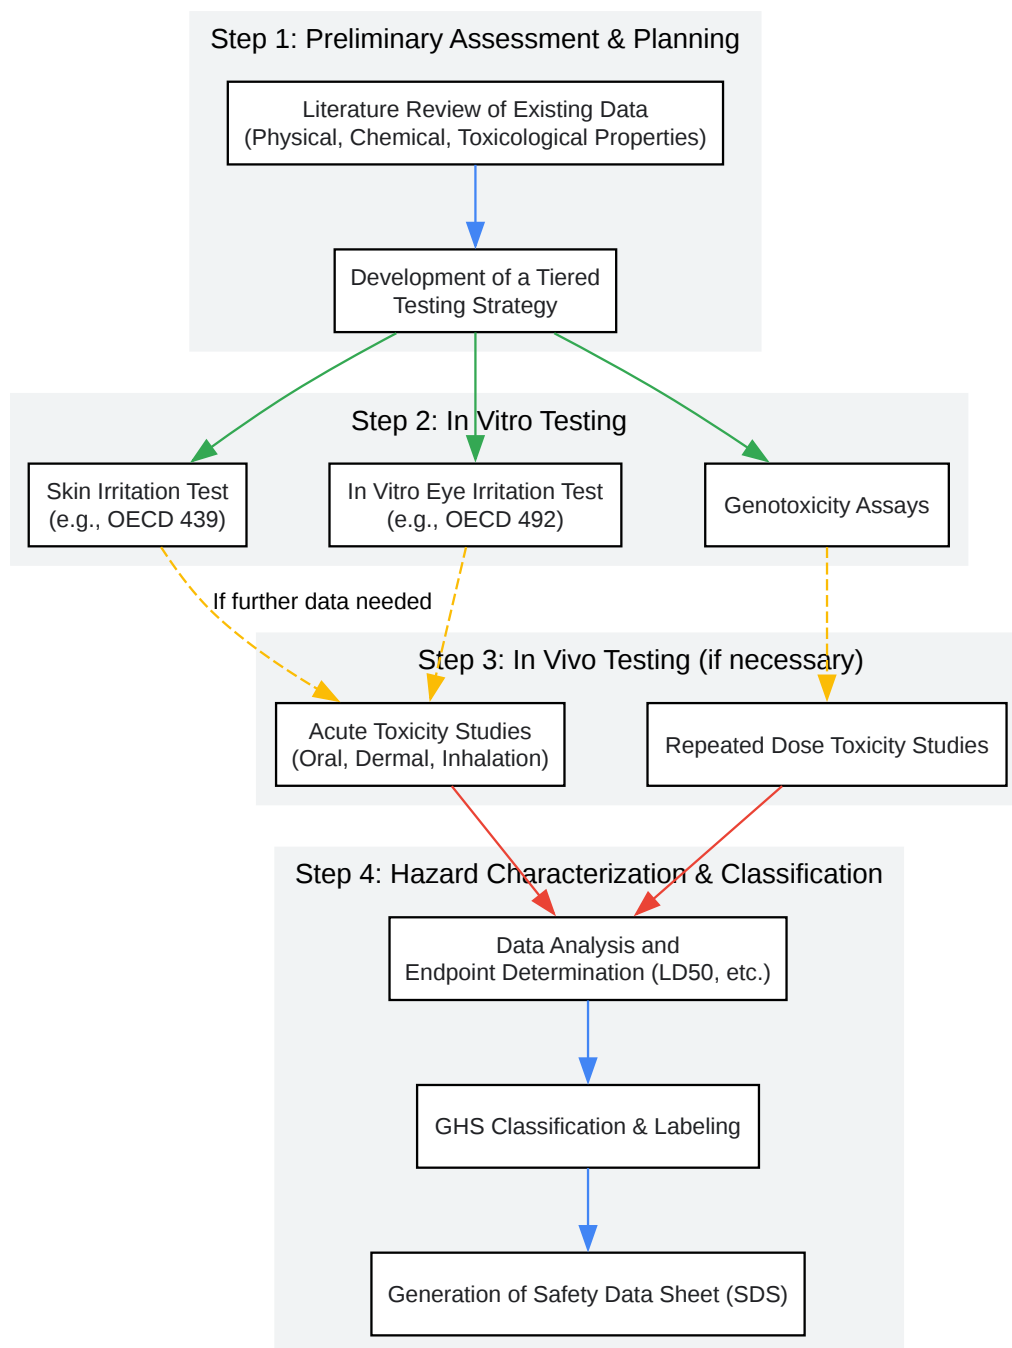 Step 1: Preliminary Assessment & Planning
Literature Review of Existing Data
(Physical, Chemical, Toxicological Properties)
Development of a Tiered
Testing Strategy
Step 2: In Vitro Testing
Skin Irritation Test
(e.g., OECD 439)
In Vitro Eye Irritation Test
(e.g., OECD 492)
Genotoxicity Assays
If further data needed
Step 3: In Vivo Testing (if necessary)
Acute Toxicity Studies
(Oral, Dermal, Inhalation)
Repeated Dose Toxicity Studies
Step 4: Hazard Characterization & Classification
Data Analysis and
Endpoint Determination (LD50, etc.)
GHS Classification & Labeling
Generation of Safety Data Sheet (SDS)